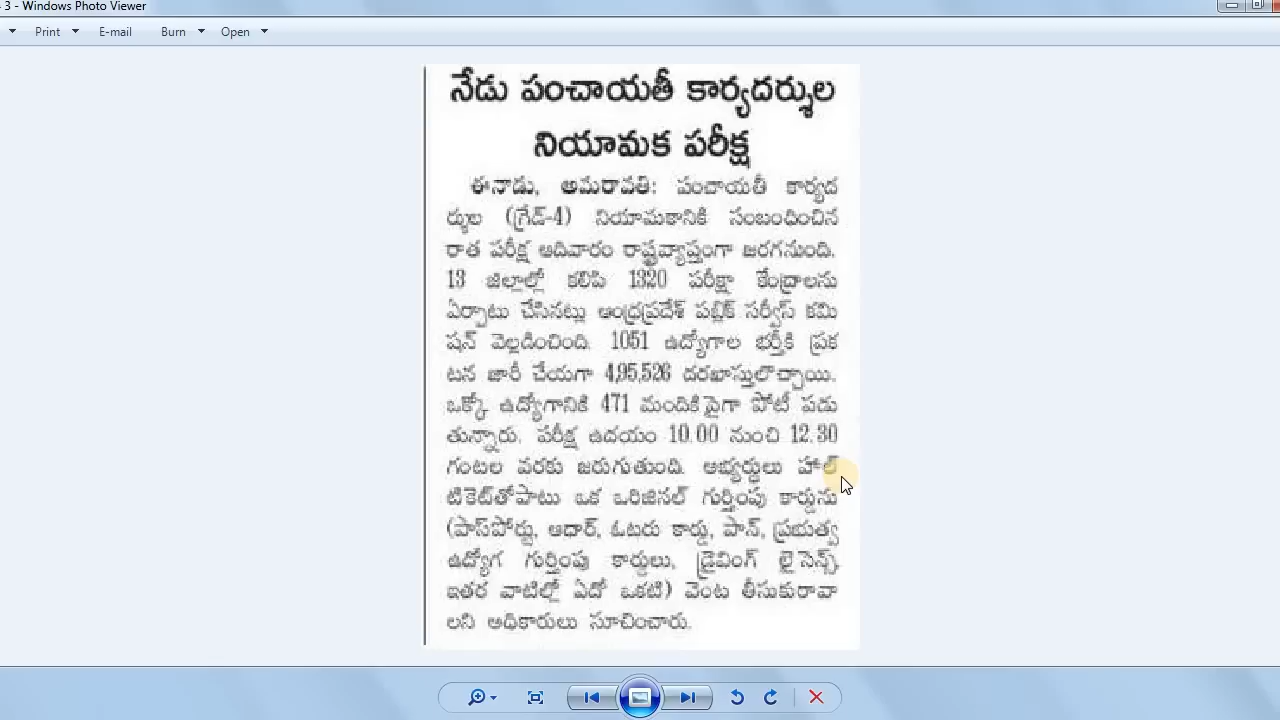 3 - Windows Photo Viewer
Print E-mail Burn Open
నేడు పంచాయతీ కార్యదర్శుల
నియామక పరీక్ష
ఈనాడు, అమరావతి: పంచాయతీ కార్యద
ర్శుల (గ్రేడ్-4) నియామకానికి సంబంధించిన
రాత పరీక్ష ఆదివారం రాష్ట్రవ్యాప్తంగా జరగనుంది.
13 జిల్లాల్లో కలిపి 1320 పరీక్షా కేంద్రాలను
ఏర్పాటు చేసినట్లు ఆంధ్రప్రదేశ్ పబ్లిక్ సర్వీస్ కమి
షన్ వెల్లడించింది. 1051 ఉద్యోగాల భర్తీకి ప్రక
టన జారీ చేయగా 4,95,526 దరఖాస్తులొచ్చాయి.
ఒక్కో ఉద్యోగానికి 471 మందికిపైగా పోటీ పడు
తున్నారు. పరీక్ష ఉదయం 10.00 నుంచి 12.30
గంటల వరకు జరుగుతుంది. అభ్యర్థులు హాల్
టికెట్‌తోపాటు ఒక ఒరిజినల్ గుర్తింపు కార్డును
(పాస్‌పోర్టు, ఆధార్, ఓటరు కార్డు, పాన్, ప్రభుత్వ
ఉద్యోగ గుర్తింపు కార్డులు, డ్రైవింగ్ లైసెన్స్,
ఇతర వాటిల్లో ఏదో ఒకటి) వెంట తీసుకురావా
లని అధికారులు సూచించారు.